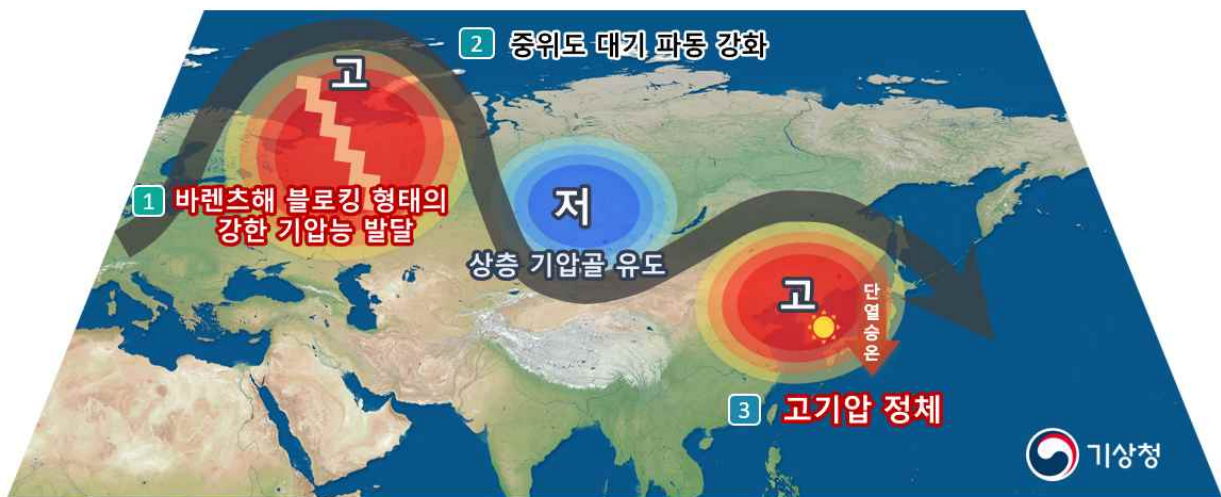 2 중위도 대기 파동 강화
고
1 바렌츠해 블로킹 형태의
강한 기압능 발달
저
상층 기압골 유도
고
단열승온
3 고기압 정체
기상청